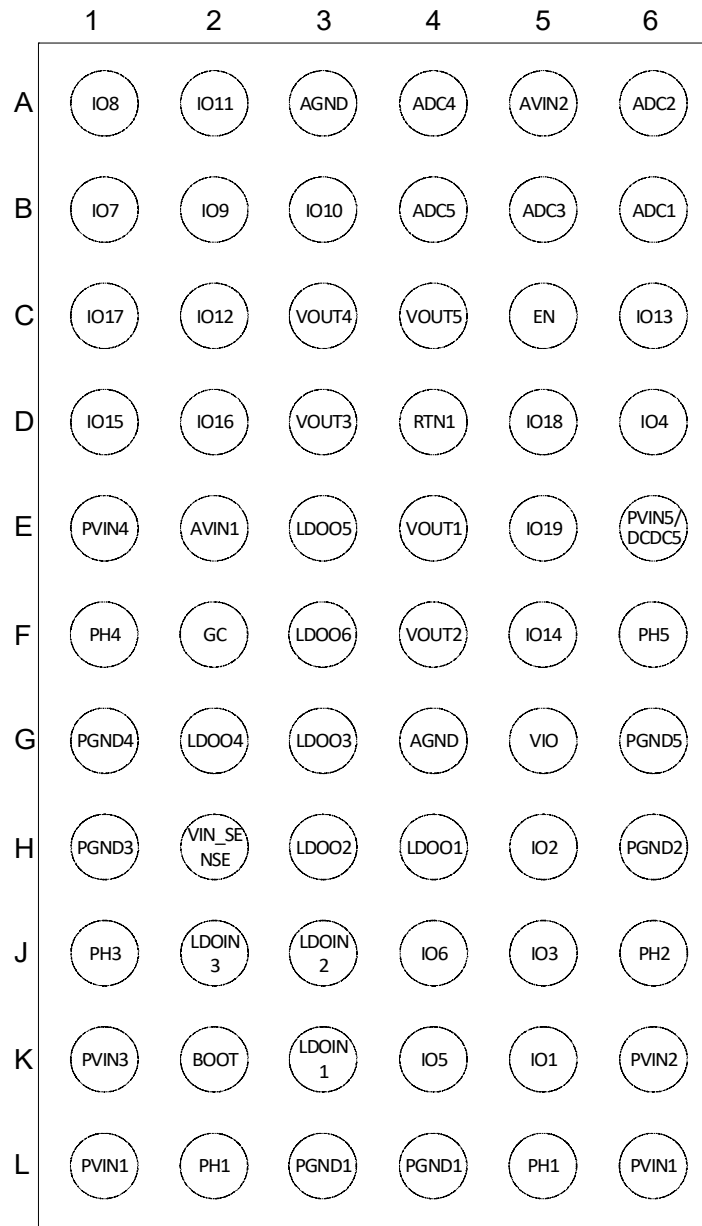 1 2 3 4 5 6
A IO8 IO11 AGND ADC4 AVIN2 ADC2
B IO7 IO9 IO10 ADC5 ADC3 ADC1
C IO17 IO12 VOUT4 VOUT5 EN IO13
D IO15 IO16 VOUT3 RTN1 IO18 IO4
E PVIN4 AVIN1 LDOO5 VOUT1 IO19 PVIN5/
DCDC5
F PH4 GC LDOO6 VOUT2 IO14 PH5
G PGND4 LDOO4 LDOO3 AGND VIO PGND5
H PGND3 VIN_SE
NSE LDOO2 LDOO1 IO2 PGND2
J PH3 LDOIN
3 LDOIN
2 IO6 IO3 PH2
K PVIN3 BOOT LDOIN
1 IO5 IO1 PVIN2
L PVIN1 PH1 PGND1 PGND1 PH1 PVIN1